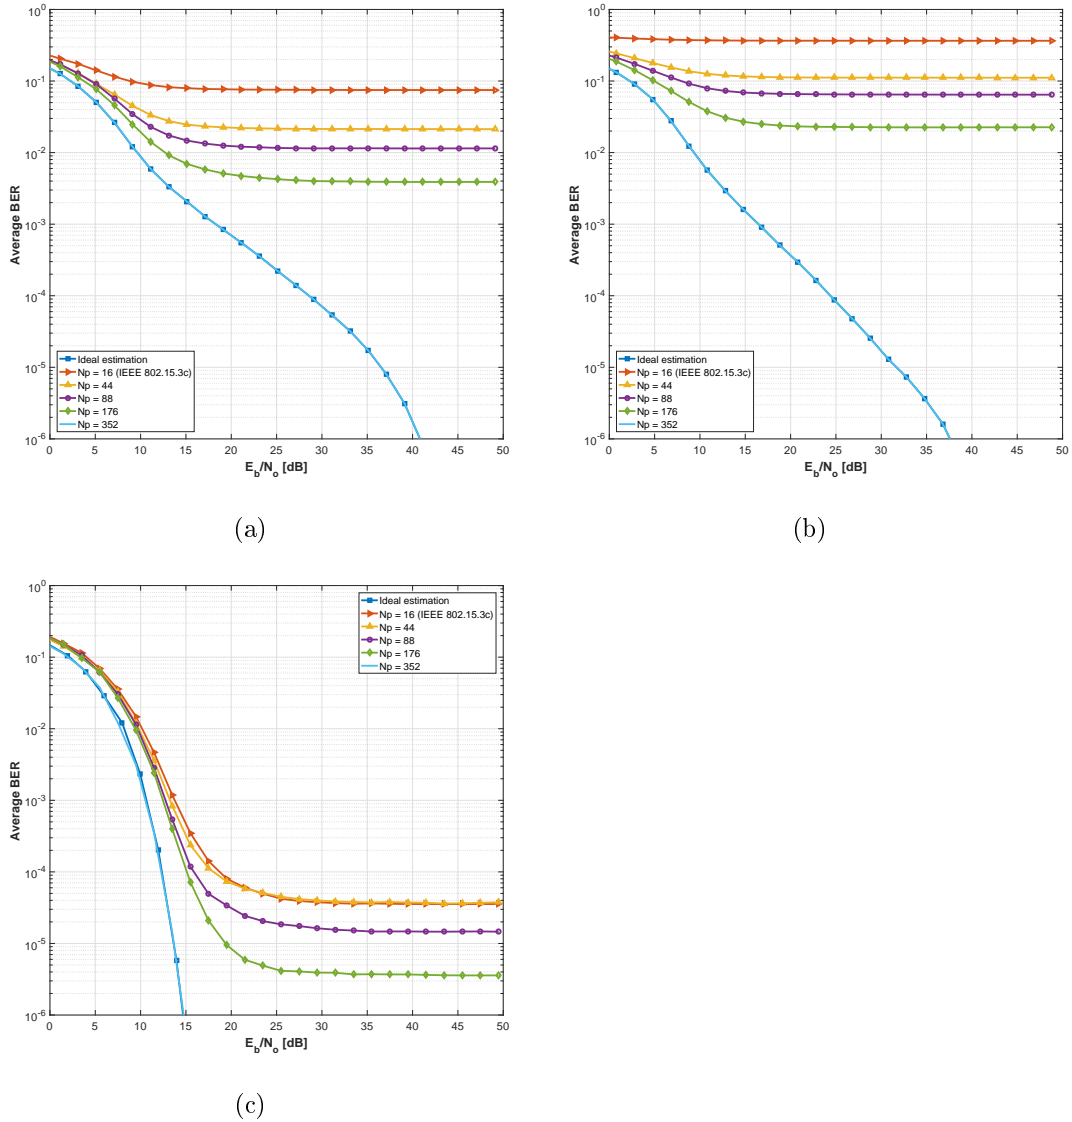 10^0
10^-1
10^-2
10^-3
10^-4
10^-5
10^-6
Average BER
Ideal estimation
Np = 16 (IEEE 802.15.3c)
Np = 44
Np = 88
Np = 176
Np = 352
0 5 10 15 20 25 30 35 40 45 50
E_b/N_o [dB]
(a)
10^0
10^-1
10^-2
10^-3
10^-4
10^-5
10^-6
Average BER
Ideal estimation
Np = 16 (IEEE 802.15.3c)
Np = 44
Np = 88
Np = 176
Np = 352
0 5 10 15 20 25 30 35 40 45 50
E_b/N_o [dB]
(b)
10^0
10^-1
10^-2
10^-3
10^-4
10^-5
10^-6
Average BER
Ideal estimation
Np = 16 (IEEE 802.15.3c)
Np = 44
Np = 88
Np = 176
Np = 352
0 5 10 15 20 25 30 35 40 45 50
E_b/N_o [dB]
(c)